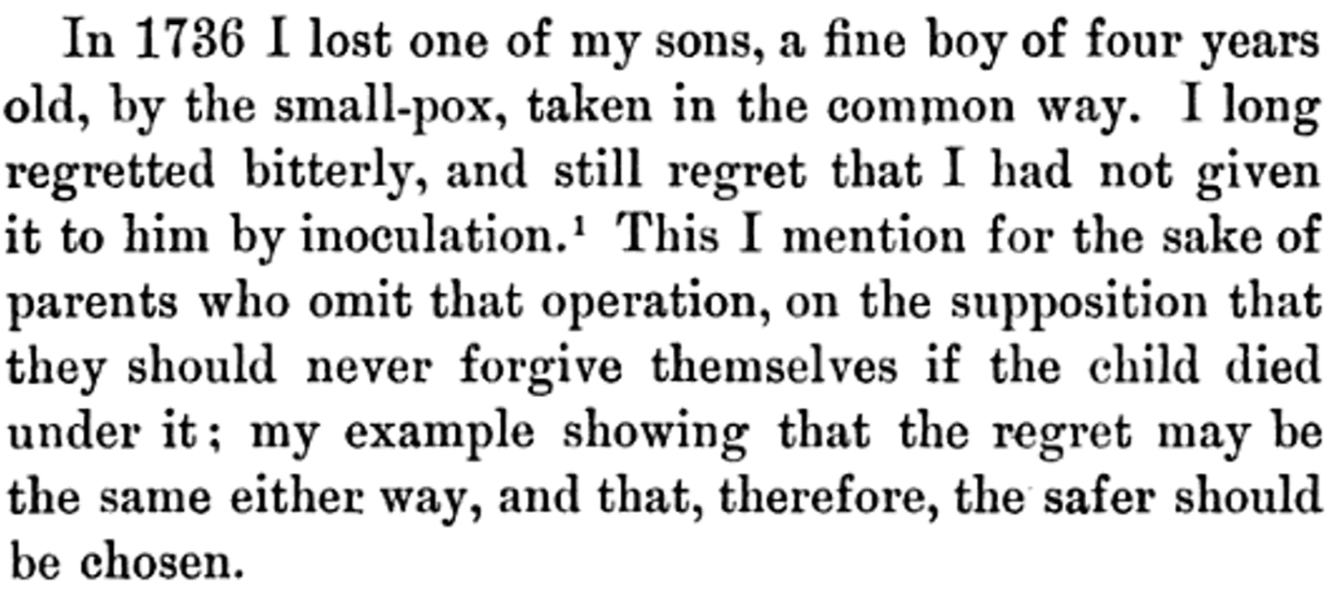 In 1736 I lost one of my sons, a fine boy of four years
old, by the small-pox, taken in the common way. I long
regretted bitterly, and still regret that I had not given
it to him by inoculation.¹ This I mention for the sake of
parents who omit that operation, on the supposition that
they should never forgive themselves if the child died
under it; my example showing that the regret may be
the same either way, and that, therefore, the safer should
be chosen.